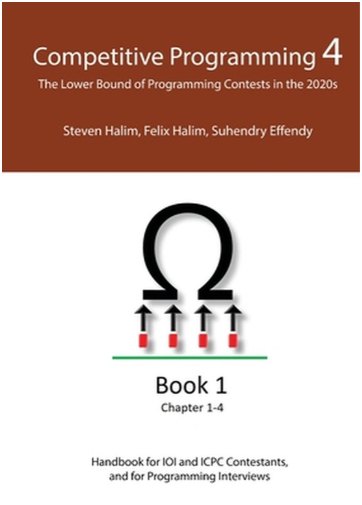 Competitive Programming 4
The Lower Bound of Programming Contests in the 2020s
Steven Halim, Felix Halim, Suhendry Effendy
Ω
Book 1
Chapter 1-4
Handbook for IOI and ICPC Contestants,
and for Programming Interviews